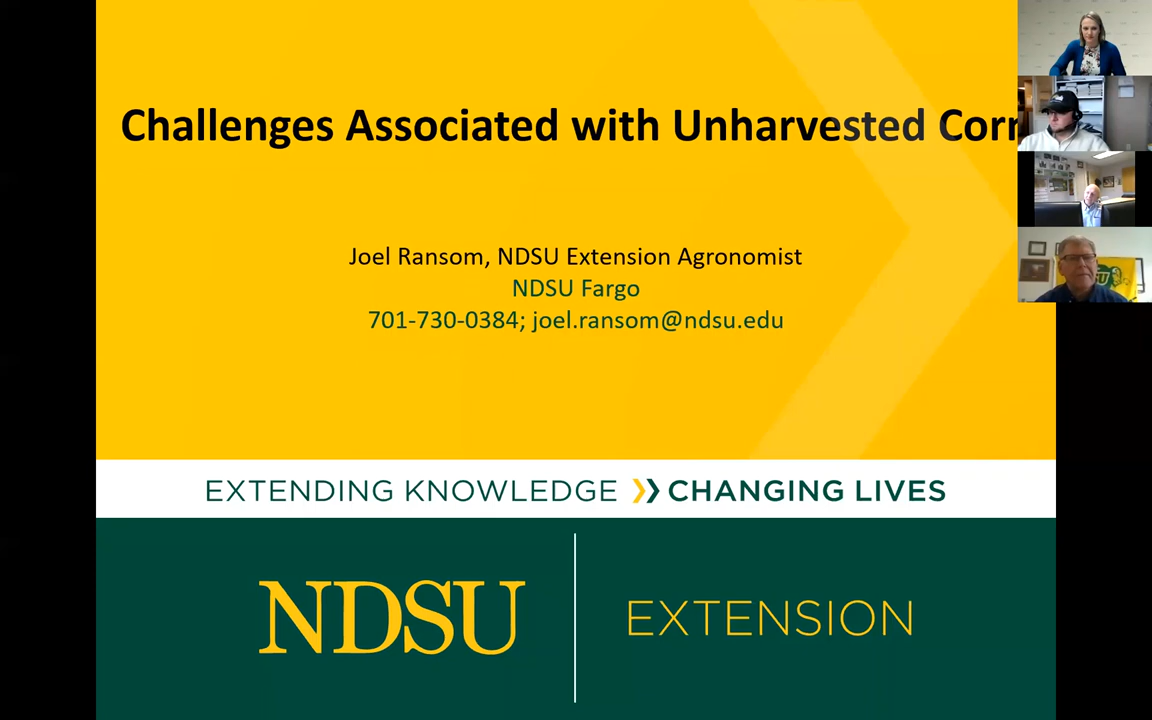 Challenges Associated with Unharvested Corn
Joel Ransom, NDSU Extension Agronomist
NDSU Fargo
701-730-0384; joel.ransom@ndsu.edu
EXTENDING KNOWLEDGE CHANGING LIVES
NDSU
EXTENSION